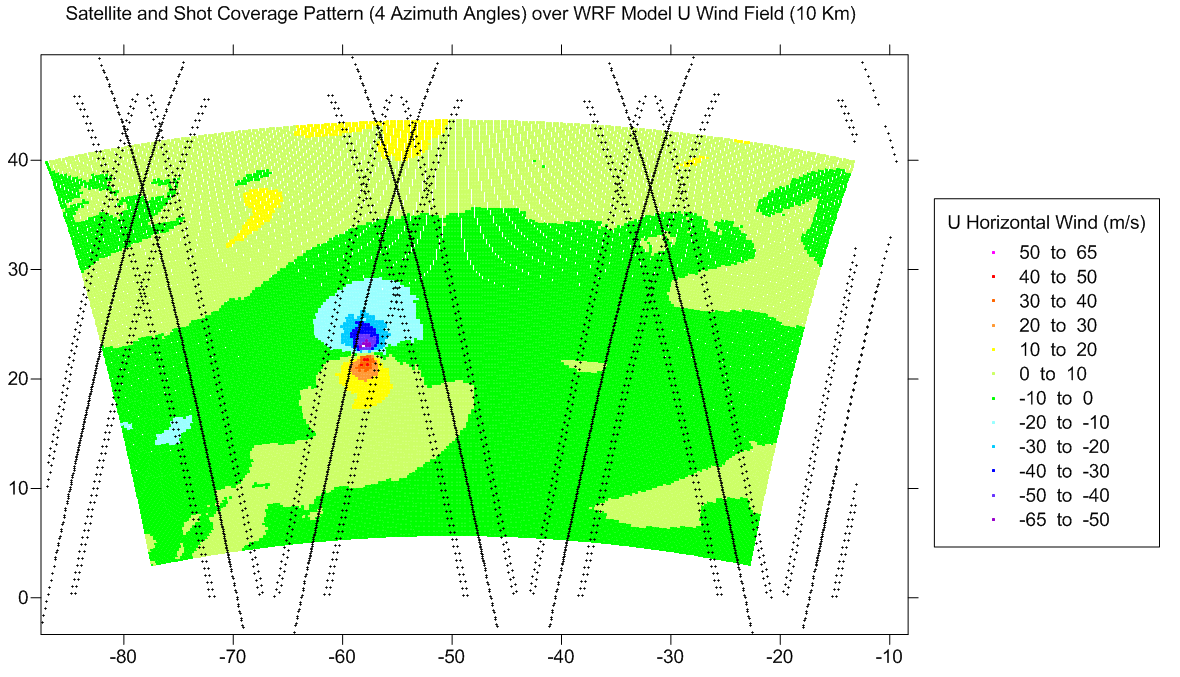 Satellite and Shot Coverage Pattern (4 Azimuth Angles) over WRF Model U Wind Field (10 Km)
40
30
20
10
0
-80 -70 -60 -50 -40 -30 -20 -10
U Horizontal Wind (m/s)
50 to 65
40 to 50
30 to 40
20 to 30
10 to 20
0 to 10
-10 to 0
-20 to -10
-30 to -20
-40 to -30
-50 to -40
-65 to -50